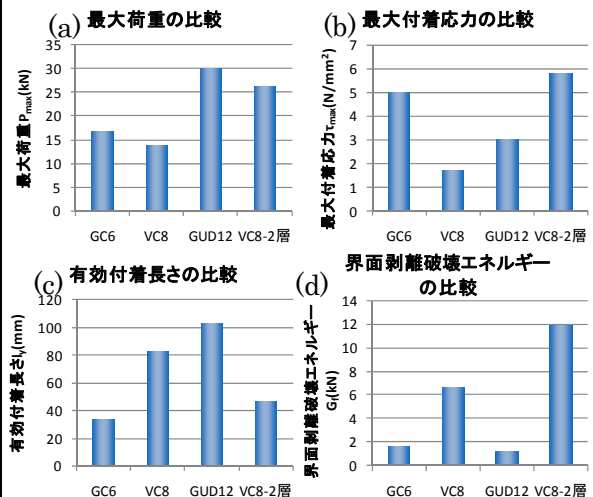 (a) 最大荷重の比較
最大荷重Pmax(kN)
35
30
25
20
15
10
5
0
GC6 VC8 GUD12 VC8-2層
(b) 最大付着応力の比較
最大付着応力τmax(N/mm²)
7
6
5
4
3
2
1
0
GC6 VC8 GUD12 VC8-2層
(c) 有効付着長さの比較
有効付着長さly(mm)
120
100
80
60
40
20
0
GC6 VC8 GUD12 VC8-2層
(d) 界面剥離破壊エネルギー
の比較
界面剥離破壊エネルギー
Gf(kN)
14
12
10
8
6
4
2
0
GC6 VC8 GUD12 VC8-2層